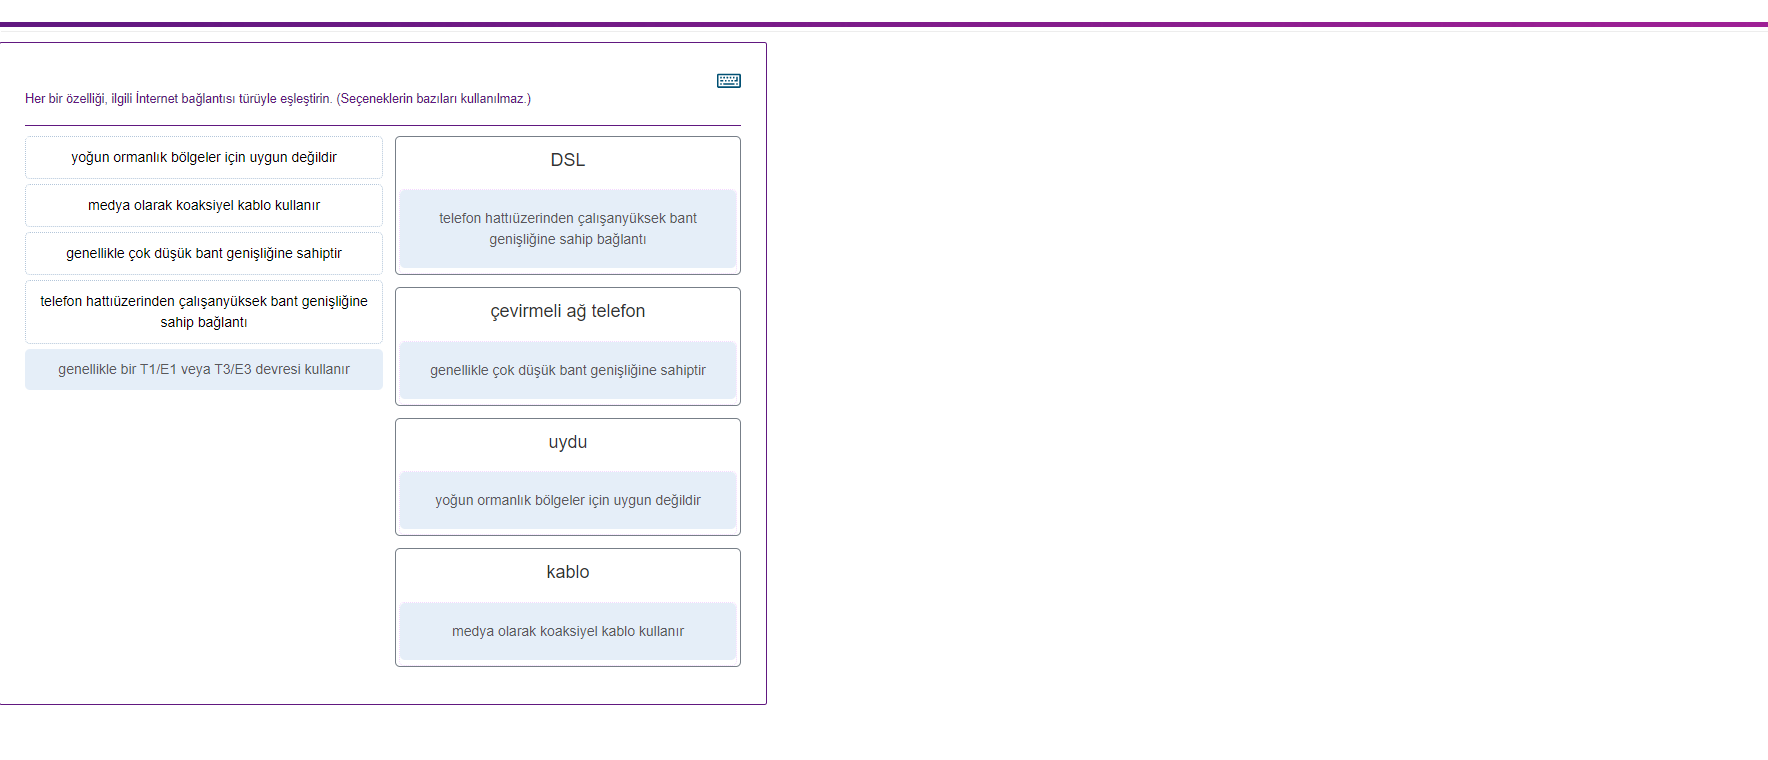 Her bir özelliği, ilgili İnternet bağlantısı türüyle eşleştirin. (Seçeneklerin bazıları kullanılmaz.)
yoğun ormanlık bölgeler için uygun değildir
medya olarak koaksiyel kablo kullanır
genellikle çok düşük bant genişliğine sahiptir
telefon hattıüzerinden çalışanyüksek bant genişliğine
sahip bağlantı
genellikle bir T1/E1 veya T3/E3 devresi kullanır
DSL
telefon hattıüzerinden çalışanyüksek bant
genişliğine sahip bağlantı
çevirmeli ağ telefon
genellikle çok düşük bant genişliğine sahiptir
uydu
yoğun ormanlık bölgeler için uygun değildir
kablo
medya olarak koaksiyel kablo kullanır